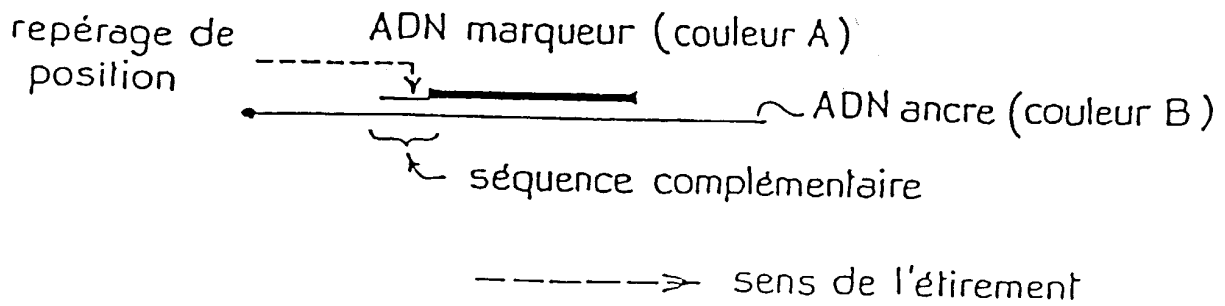 repérage de
position
ADN marqueur (couleur A)
ADN ancre (couleur B)
séquence complémentaire
sens de l'étirement